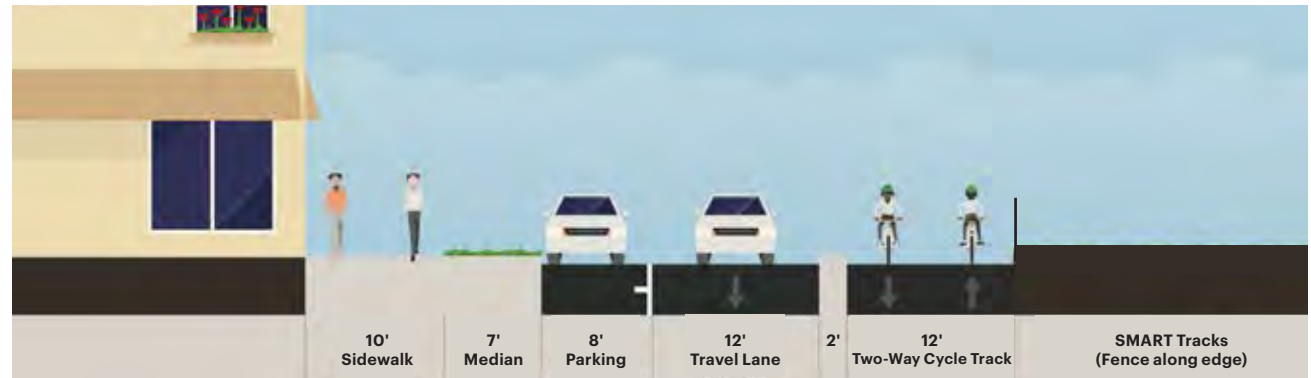 10'
Sidewalk
7'
Median
8'
Parking
12'
Travel Lane
2'
12'
Two-Way Cycle Track
SMART Tracks
(Fence along edge)